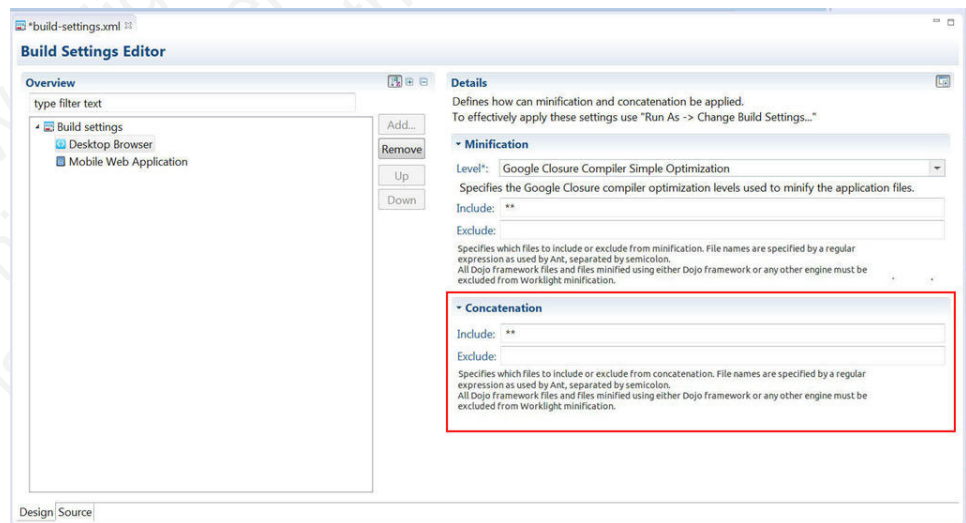 *build-settings.xml
Build Settings Editor
Overview
type filter text
Build settings
Desktop Browser
Mobile Web Application
Add...
Remove
Up
Down
Details
Defines how can minification and concatenation be applied.
To effectively apply these settings use "Run As -> Change Build Settings..."
Minification
Level*: Google Closure Compiler Simple Optimization
Specifies the Google Closure compiler optimization levels used to minify the application files.
Include: **
Exclude:
Specifies which files to include or exclude from minification. File names are specified by a regular
expression as used by Ant, separated by semicolon.
All Dojo framework files and files minified using either Dojo framework or any other engine must be
excluded from Worklight minification.
Concatenation
Include: **
Exclude:
Specifies which files to include or exclude from concatenation. File names are specified by a regular
expression as used by Ant, separated by semicolon.
All Dojo framework files and files minified using either Dojo framework or any other engine must be
excluded from Worklight minification.
Design Source